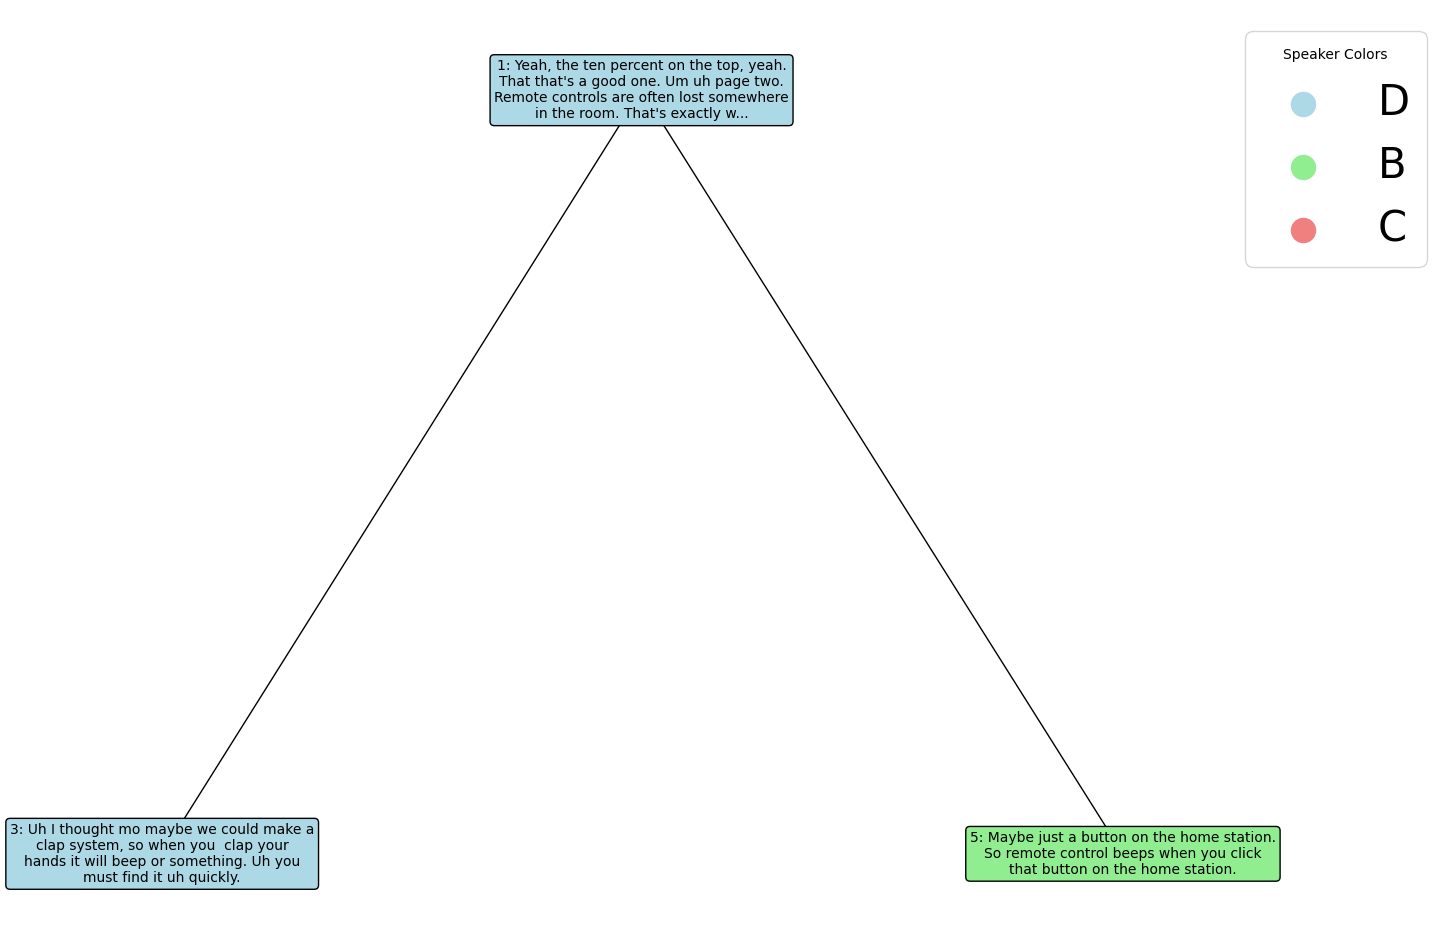 1: Yeah, the ten percent on the top, yeah.
That that's a good one. Um uh page two.
Remote controls are often lost somewhere
in the room. That's exactly w...
Speaker Colors
D
B
C
3: Uh I thought mo maybe we could make a
clap system, so when you  clap your
hands it will beep or something. Uh you
must find it uh quickly.
5: Maybe just a button on the home station.
So remote control beeps when you click
that button on the home station.